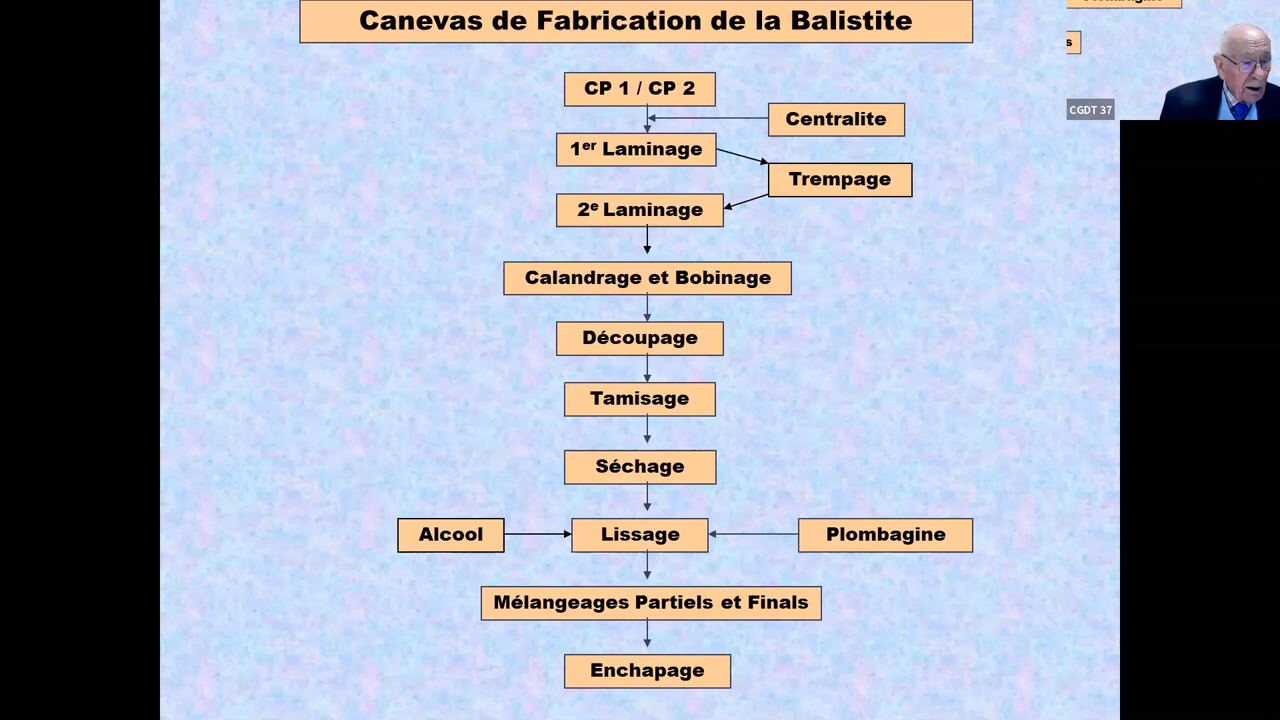 Canevas de Fabrication de la Balistite
CP 1 / CP 2
Centralite
1er Laminage
Trempage
2e Laminage
Calandrage et Bobinage
Découpage
Tamisage
Séchage
Alcool
Lissage
Plombagine
Mélangeages Partiels et Finals
Enchapage
s
CGDT 37